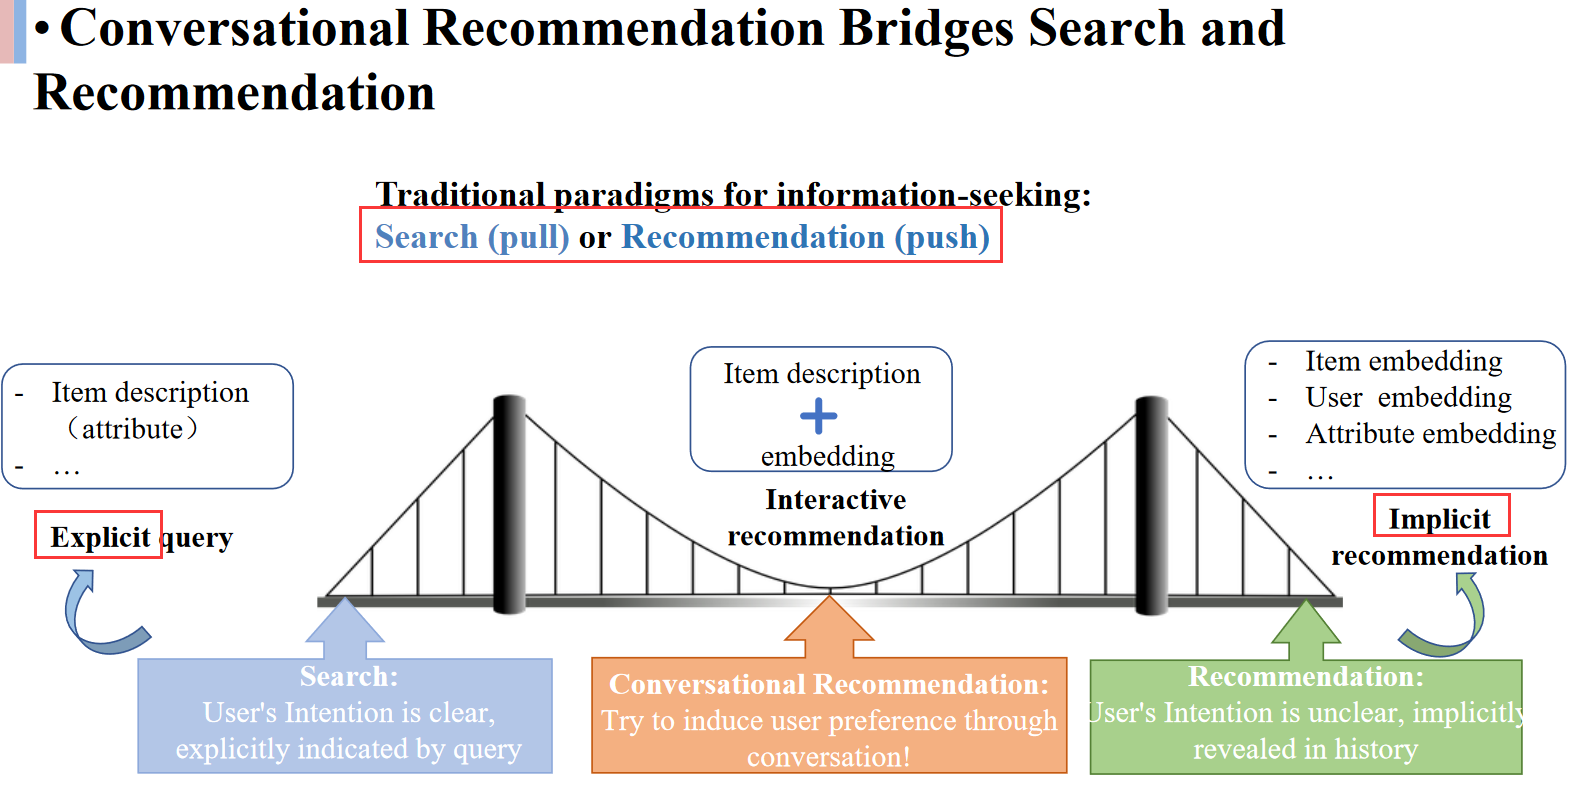 • Conversational Recommendation Bridges Search and
Recommendation
Traditional paradigms for information-seeking:
Search (pull) or Recommendation (push)
- Item description
（attribute）
- …
Explicit query
Item description
+
embedding
Interactive
recommendation
- Item embedding
- User embedding
- Attribute embedding
- …
Implicit
recommendation
Search:
User's Intention is clear,
explicitly indicated by query
Conversational Recommendation:
Try to induce user preference through
conversation!
Recommendation:
User's Intention is unclear, implicitly
revealed in history